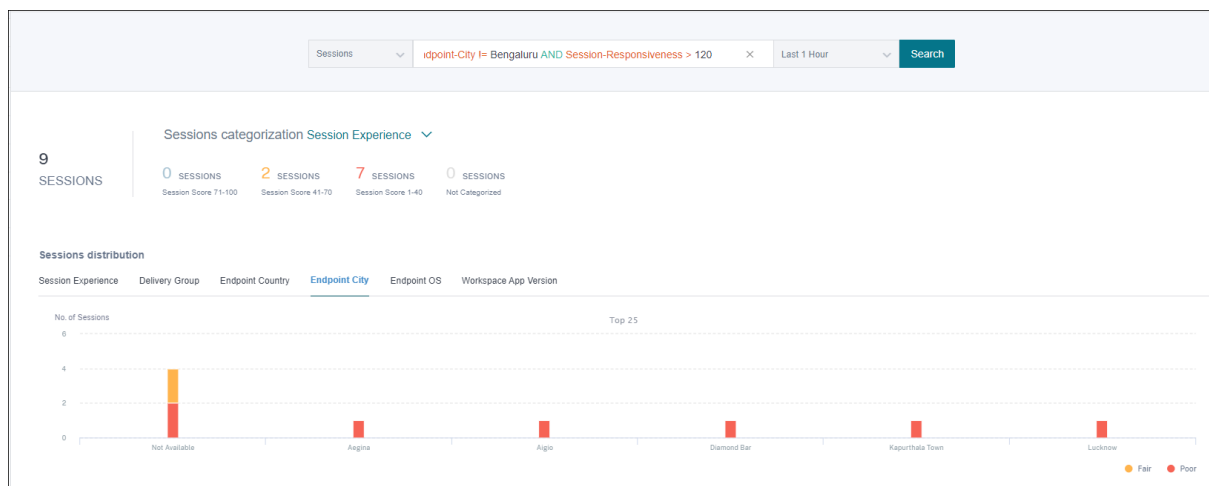 Sessions
dpoint-City != Bengaluru AND Session-Responsiveness > 120
Last 1 Hour
Search
9
SESSIONS
Sessions categorization Session Experience
0 SESSIONS
Session Score 71-100
2 SESSIONS
Session Score 41-70
7 SESSIONS
Session Score 1-40
0 SESSIONS
Not Categorized
Sessions distribution
Session Experience Delivery Group Endpoint Country Endpoint City Endpoint OS Workspace App Version
No. of Sessions
Top 25
6
4
2
0
Not Available Aegina Aigio Diamond Bar Kapurthala Town Lucknow
Fair Poor